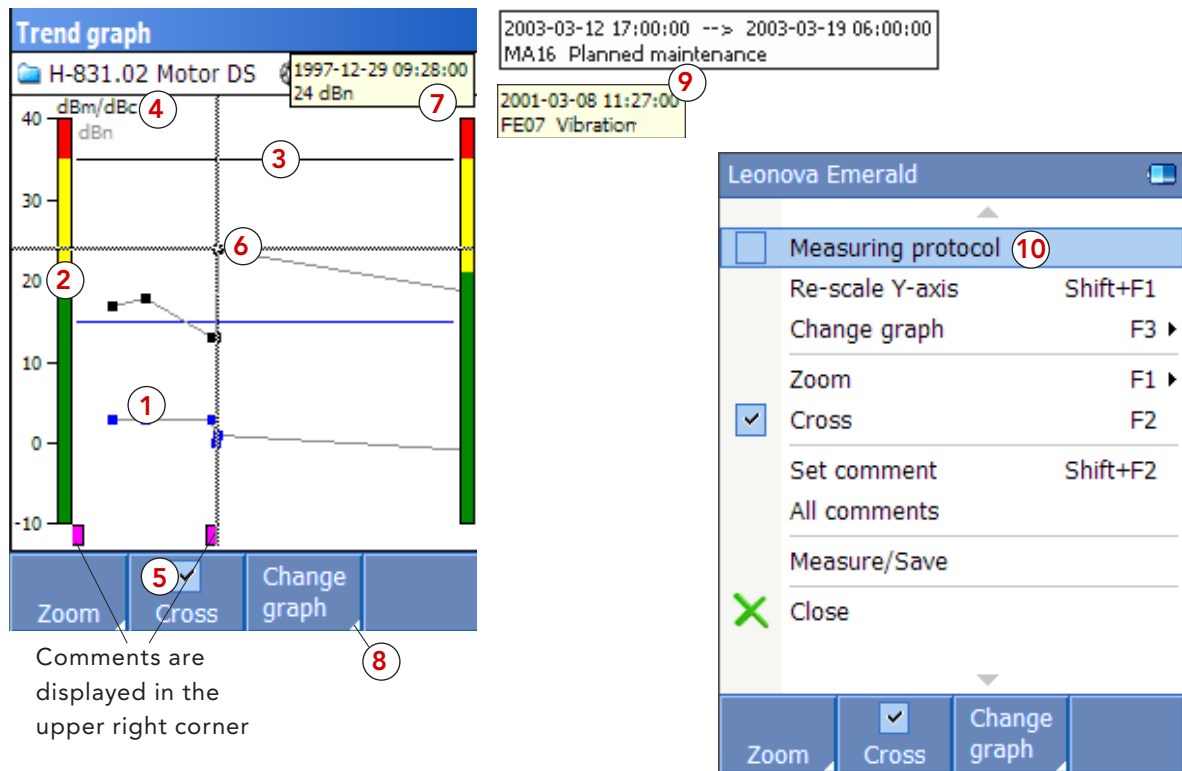 Trend graph
H-831.02 Motor DS
1997-12-29 09:28:00
24 dBn
7
dBm/dBc
4
dBn
40
30
20
10
0
-10
3
6
2
1
5
Zoom
Cross
Change
graph
8
Comments are
displayed in the
upper right corner
2003-03-12 17:00:00 --> 2003-03-19 06:00:00
MA16 Planned maintenance
9
2001-03-08 11:27:00
FE07 Vibration
Leonova Emerald
Measuring protocol 10
Re-scale Y-axis Shift+F1
Change graph F3
Zoom F1
Cross F2
Set comment Shift+F2
All comments
Measure/Save
Close
Zoom
Cross
Change
graph